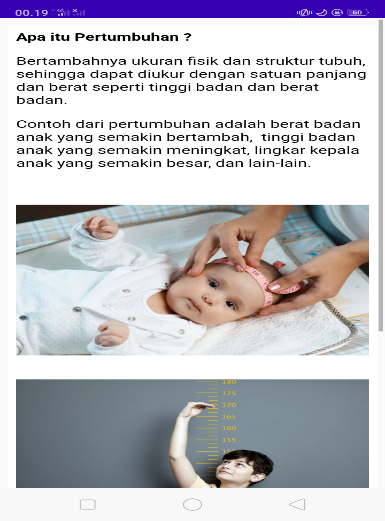 00.19
60
Apa itu Pertumbuhan ?
Bertambahnya ukuran fisik dan struktur tubuh,
sehingga dapat diukur dengan satuan panjang
dan berat seperti tinggi badan dan berat
badan.
Contoh dari pertumbuhan adalah berat badan
anak yang semakin bertambah, tinggi badan
anak yang semakin meningkat, lingkar kepala
anak yang semakin besar, dan lain-lain.
180
175
170
165
160
155